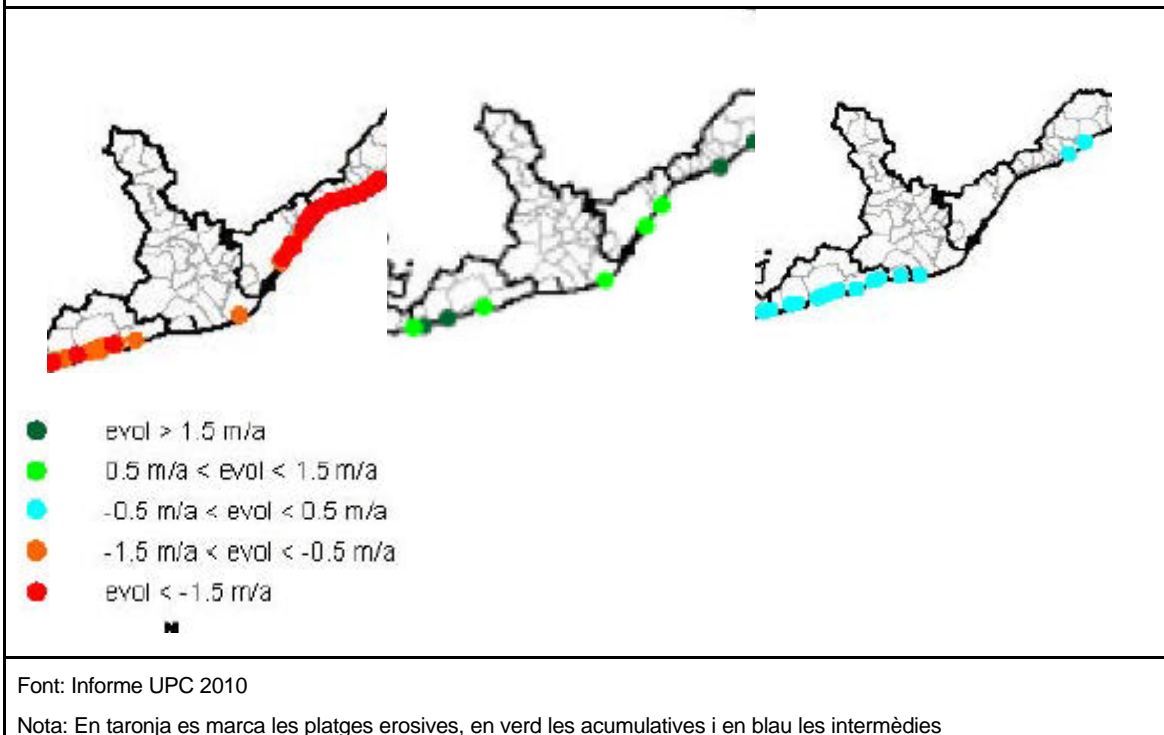 evol > 1.5 m/a
0.5 m/a < evol < 1.5 m/a
-0.5 m/a < evol < 0.5 m/a
-1.5 m/a < evol < -0.5 m/a
evol < -1.5 m/a
N
Font: Informe UPC 2010
Nota: En taronja es marca les platges erosives, en verd les acumulatives i en blau les intermèdies